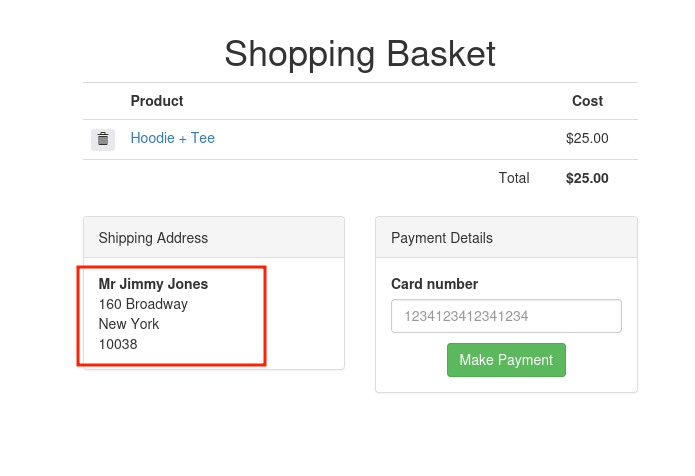 Shopping Basket
Product Cost
Hoodie + Tee $25.00
Total $25.00
Shipping Address
Mr Jimmy Jones
160 Broadway
New York
10038
Payment Details
Card number
1234123412341234
Make Payment